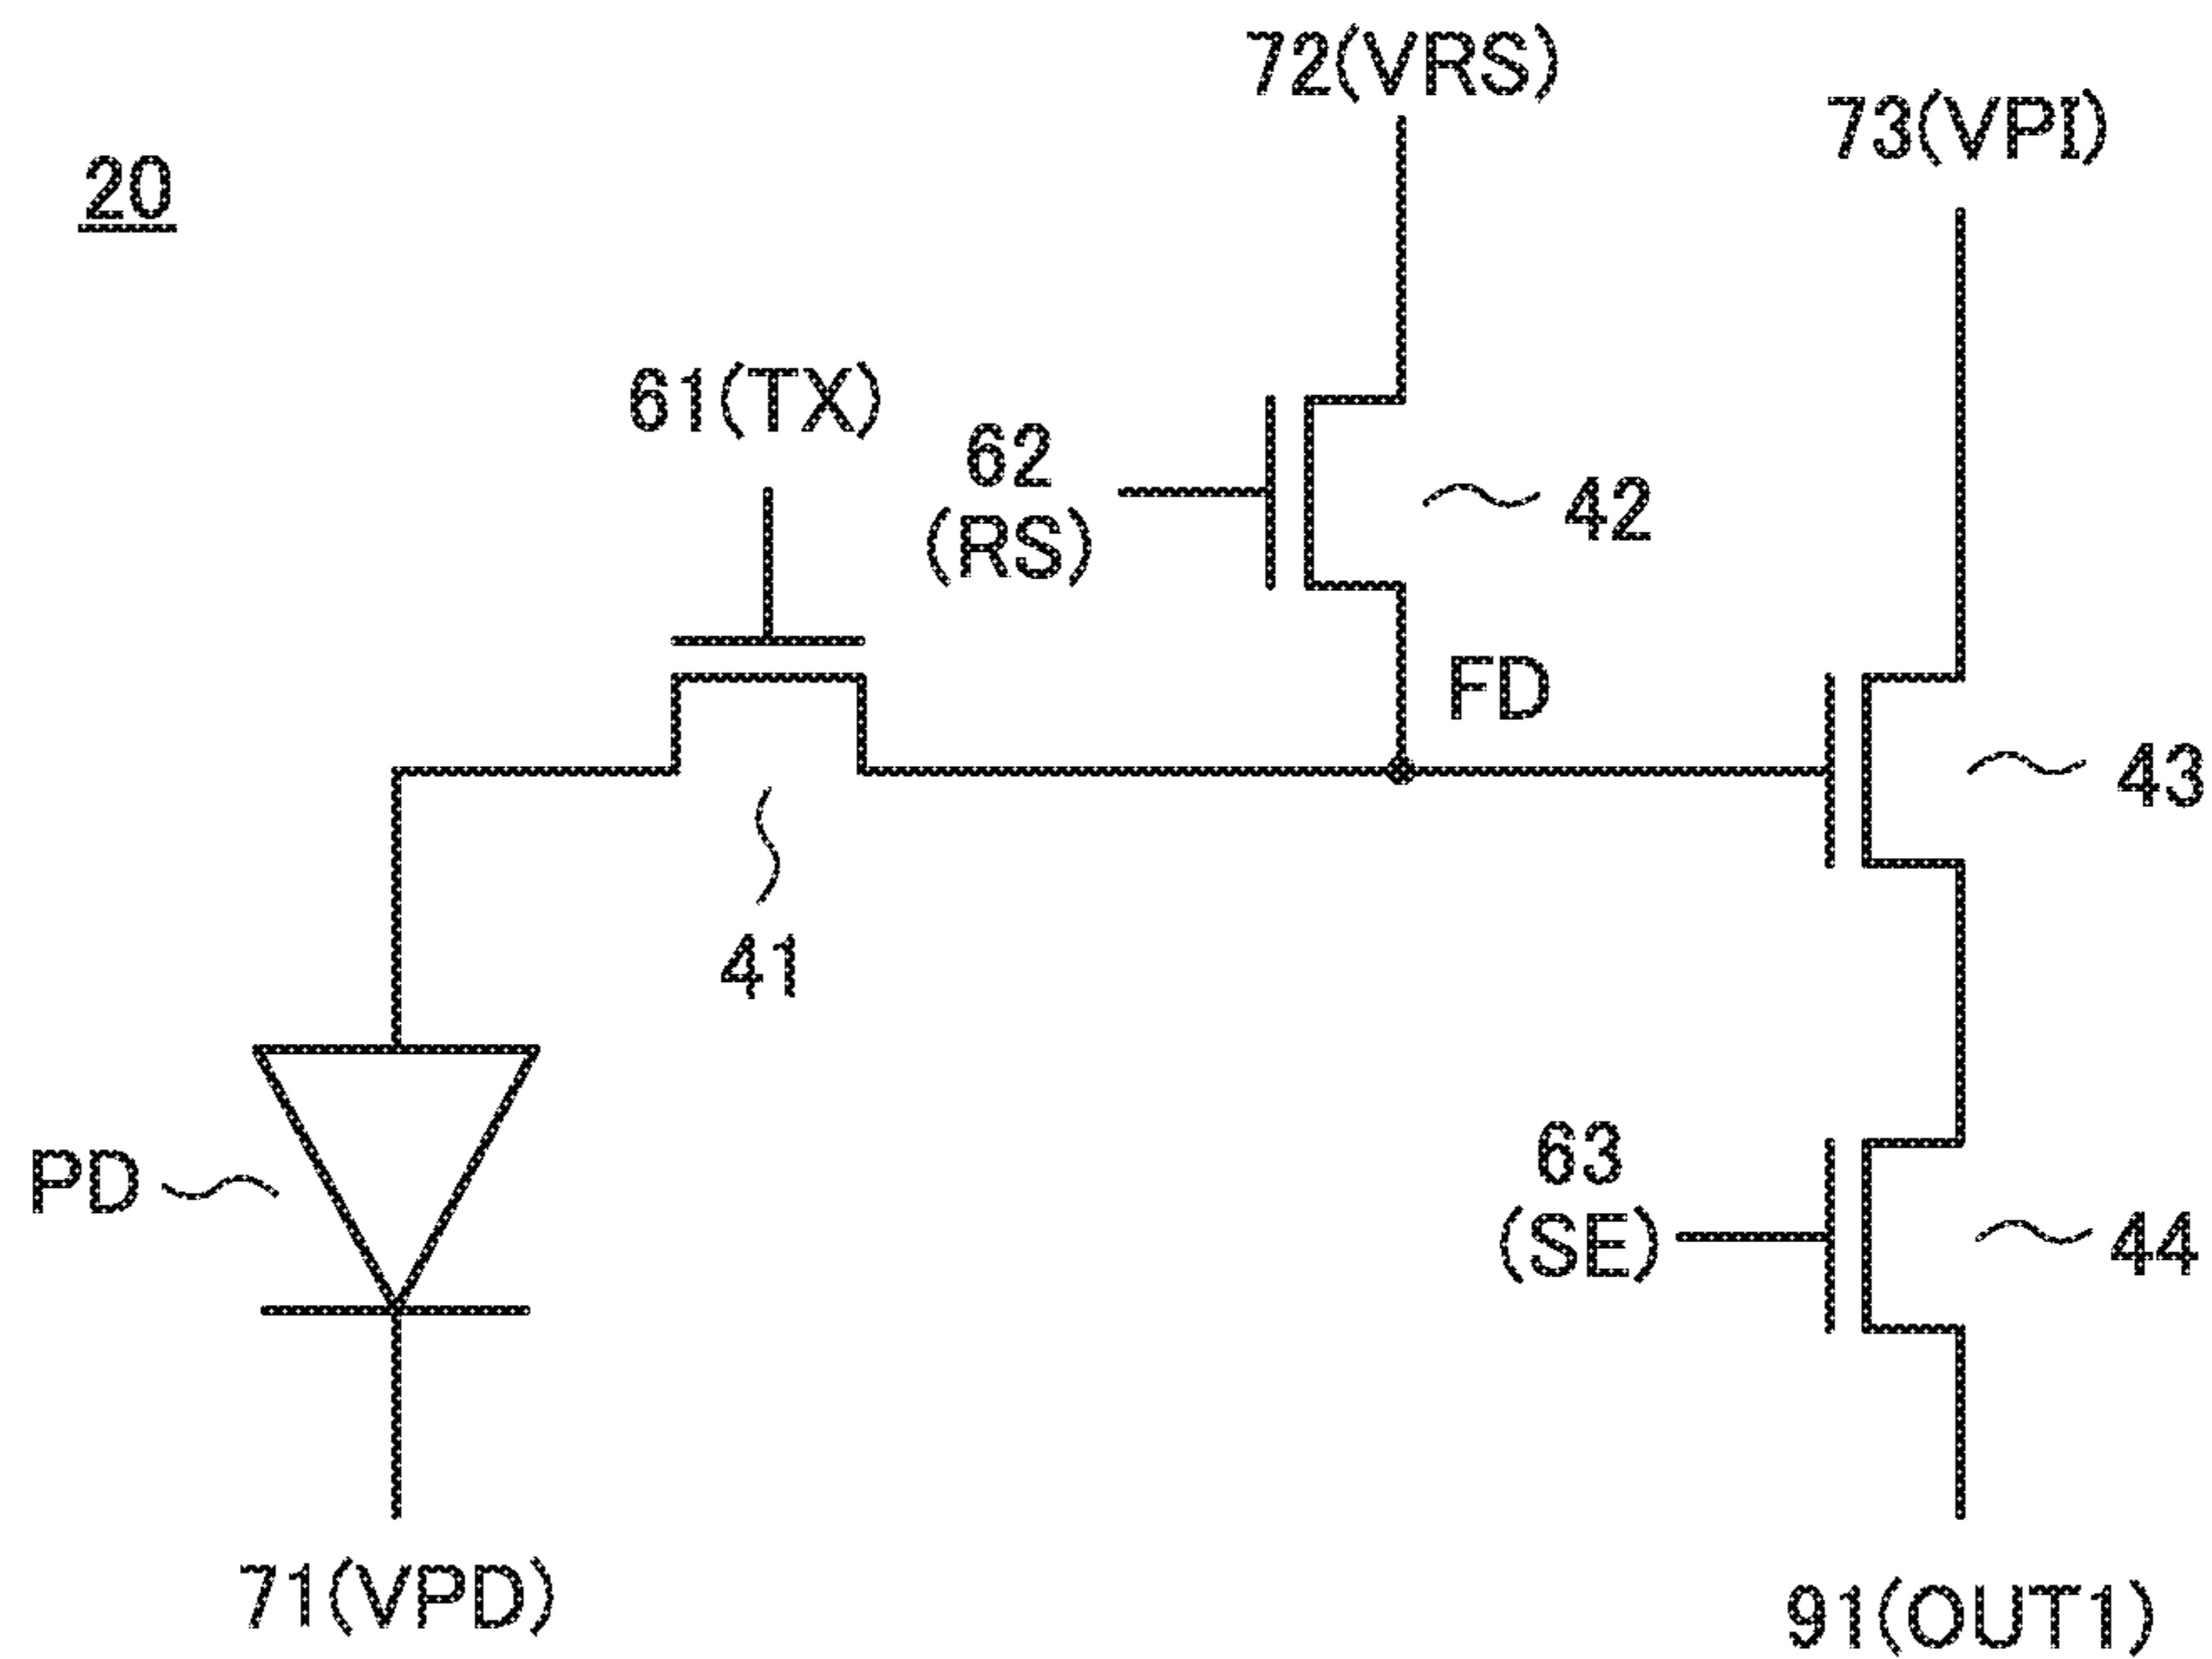 72(VRS)
73(VPI)
20
61(TX)
62
(RS)
42
FD
43
41
PD
63
(SE)
44
71(VPD)
91(OUT1)